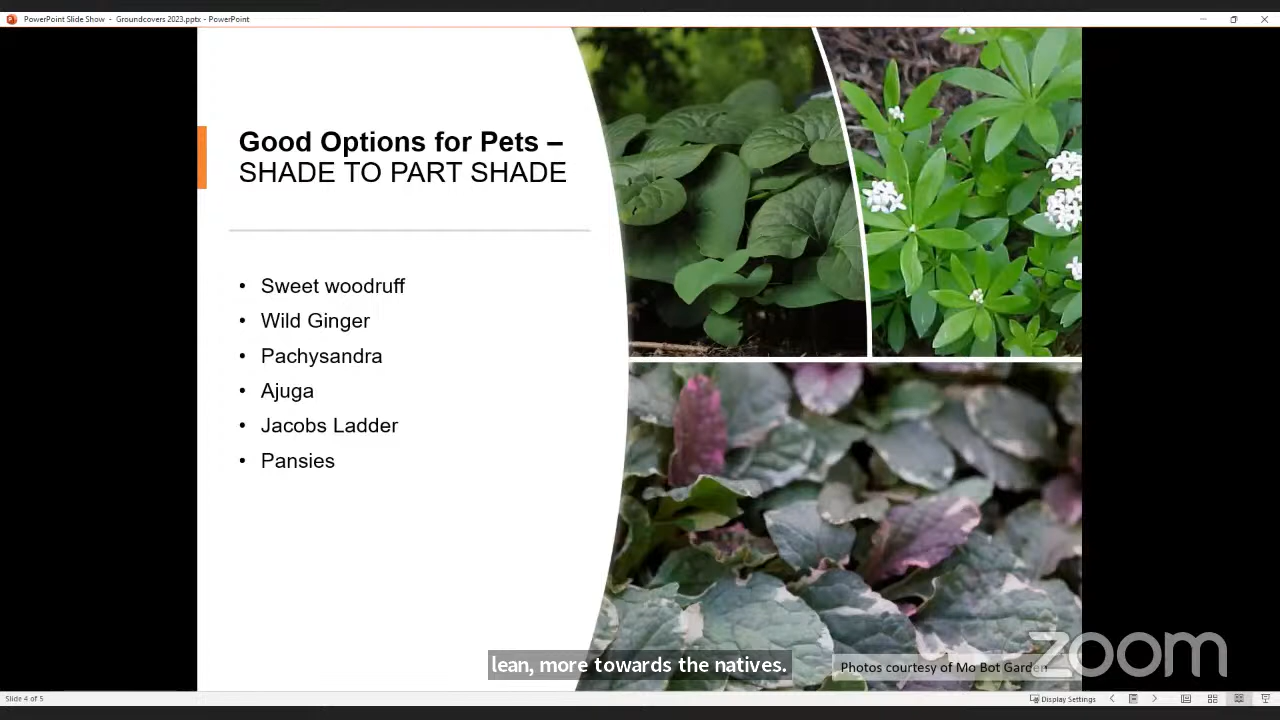 PowerPoint Slide Show - Groundcovers 2023.pptx - PowerPoint
Good Options for Pets –
SHADE TO PART SHADE
• Sweet woodruff
• Wild Ginger
• Pachysandra
• Ajuga
• Jacobs Ladder
• Pansies
lean, more towards the natives.
Photos courtesy of Mo Bot Garden
zoom
Slide 4 of 5
Display Settings